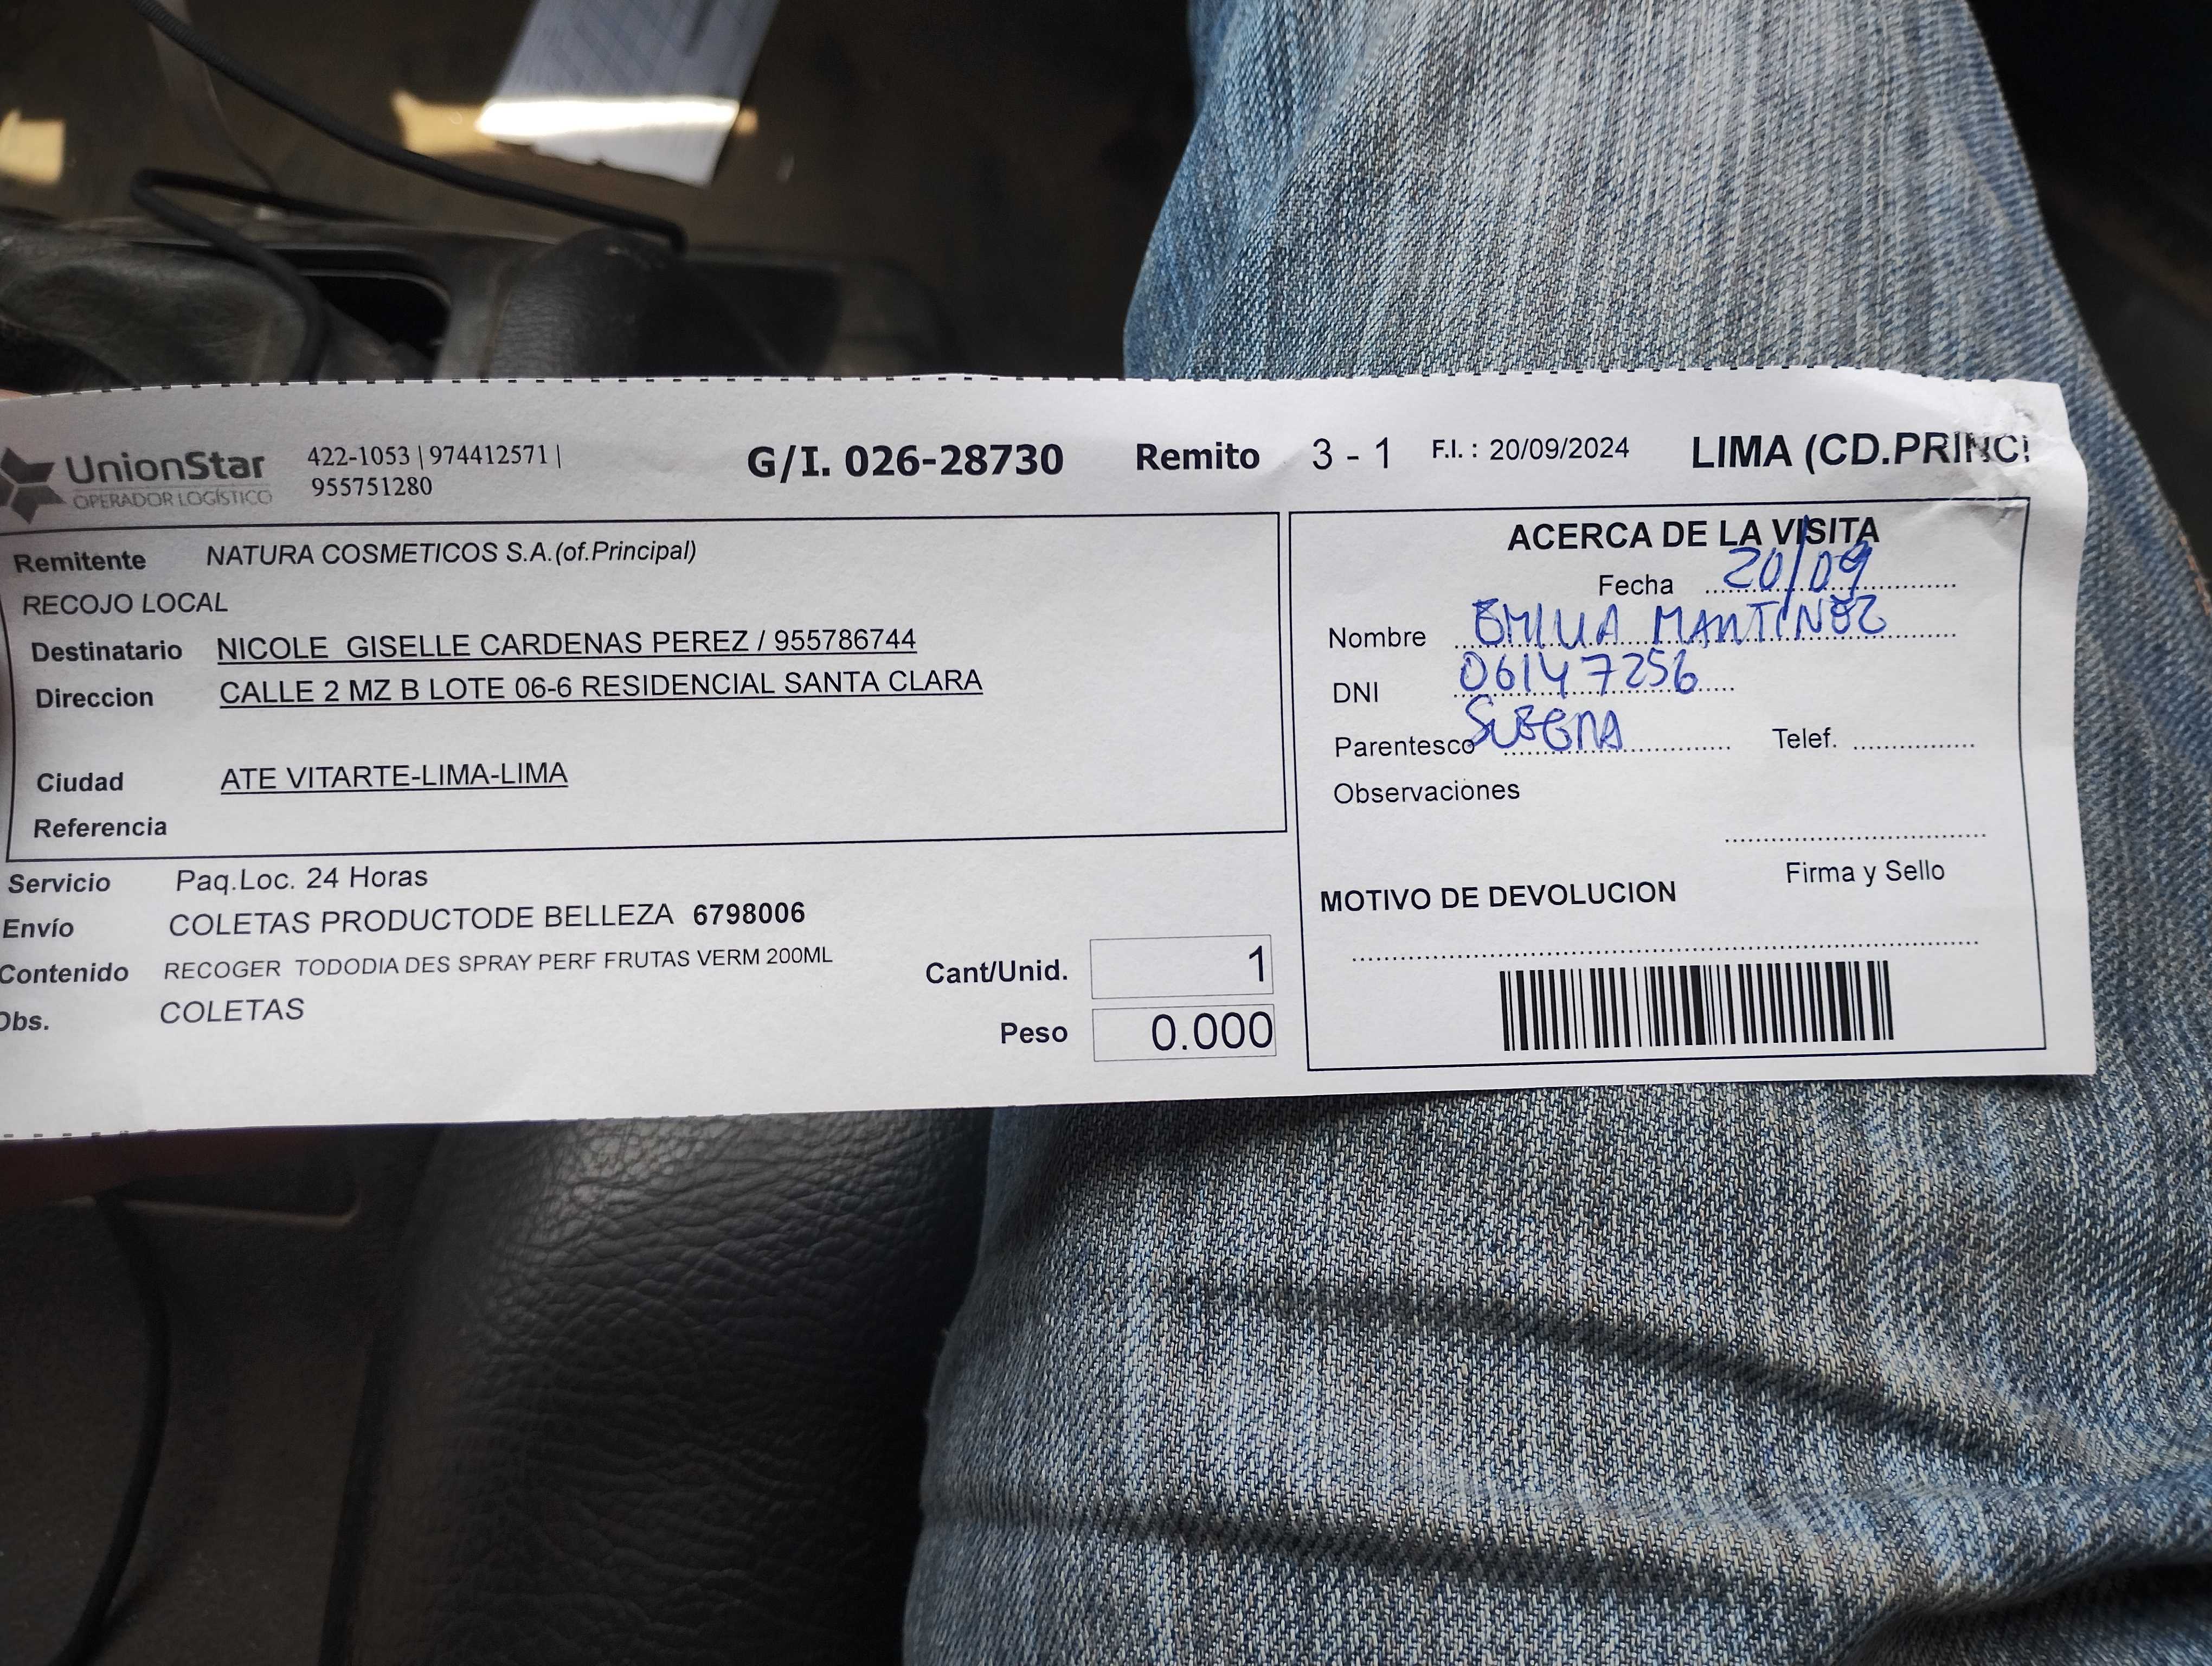 UnionStar
OPERADOR LOGÍSTICO
422-1053 | 974412571 |
955751280
G/I. 026-28730 Remito 3 - 1 F.I. : 20/09/2024 LIMA (CD.PRINCI
Remitente NATURA COSMETICOS S.A.(of.Principal)
RECOJO LOCAL
Destinatario NICOLE GISELLE CARDENAS PEREZ / 955786744
Direccion CALLE 2 MZ B LOTE 06-6 RESIDENCIAL SANTA CLARA
Ciudad ATE VITARTE-LIMA-LIMA
Referencia
Servicio Paq.Loc. 24 Horas
Envío COLETAS PRODUCTODE BELLEZA 6798006
Contenido RECOGER TODODIA DES SPRAY PERF FRUTAS VERM 200ML
Obs. COLETAS
Cant/Unid. 1
Peso 0.000
ACERCA DE LA VISITA
Fecha 20/09
Nombre EMILIA MARTINEZ
DNI 06147256
Parentesco SUEGRA Telef.
Observaciones
Firma y Sello
MOTIVO DE DEVOLUCION